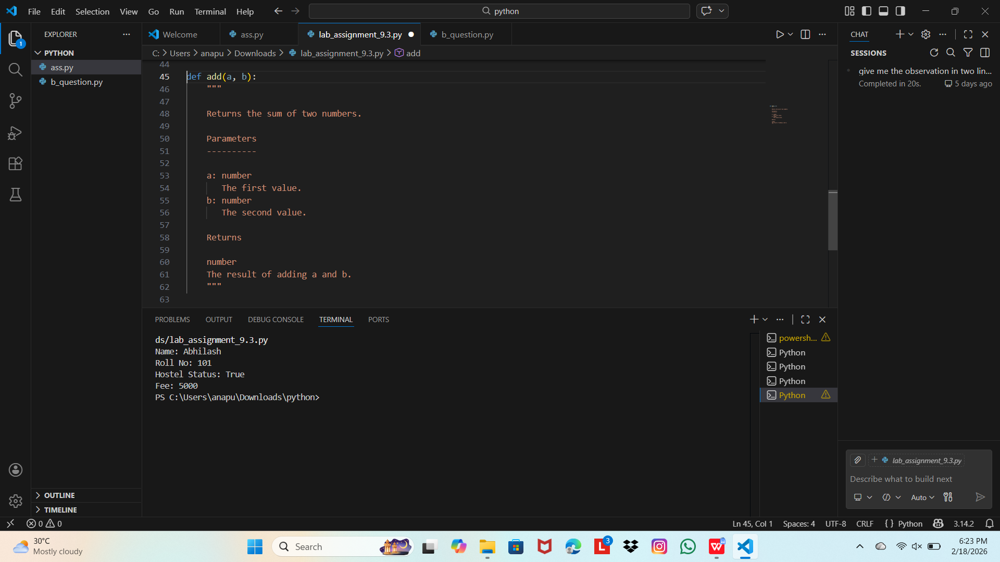 File Edit Selection View Go Run Terminal Help
python
EXPLORER
PYTHON
ass.py
b_question.py
OUTLINE
TIMELINE
1
Welcome
ass.py
lab_assignment_9.3.py
b_question.py
C: > Users > anapu > Downloads > lab_assignment_9.3.py > add
44
45 def add(a, b):
46 """
47
48 Returns the sum of two numbers.
49
50 Parameters
51 ----------
52
53 a: number
54 The first value.
55 b: number
56 The second value.
57
58 Returns
59
60 number
61 The result of adding a and b.
62 """
63
PROBLEMS OUTPUT DEBUG CONSOLE TERMINAL PORTS
ds/lab_assignment_9.3.py
Name: Abhilash
Roll No: 101
Hostel Status: True
Fee: 5000
PS C:\Users\anapu\Downloads\python>
powersh...
Python
Python
Python
Python
CHAT
SESSIONS
give me the observation in two lin...
Completed in 20s. 5 days ago
lab_assignment_9.3.py
Describe what to build next
Auto
0 0
Ln 45, Col 1 Spaces: 4 UTF-8 CRLF {} Python 3.14.2
30°C
Mostly cloudy
Search
L 3
W
6:23 PM
2/18/2026